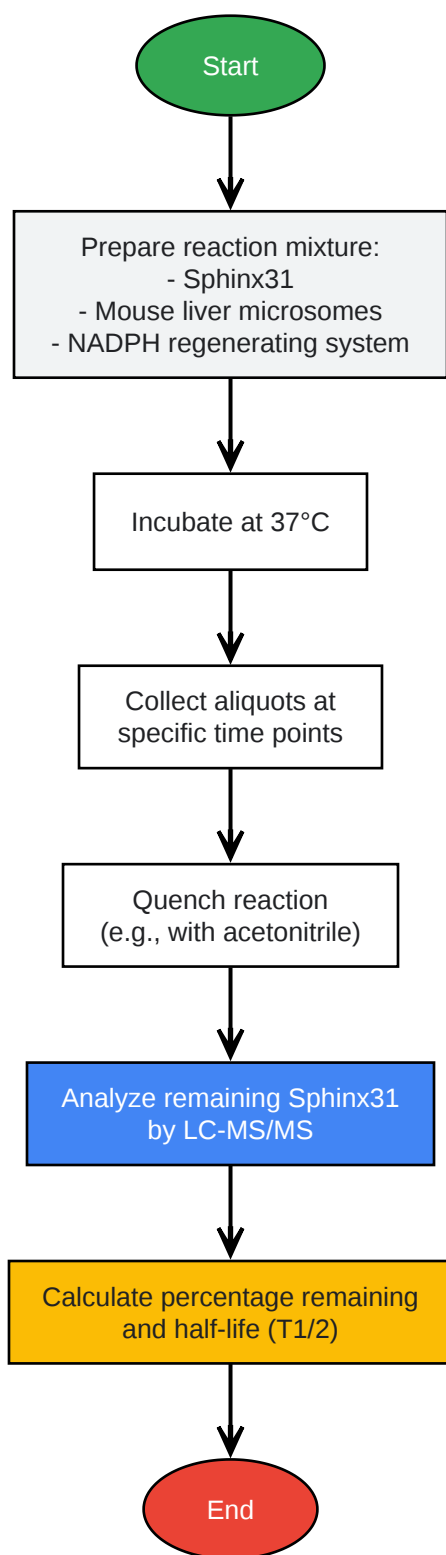 Start
Prepare reaction mixture:
- Sphinx31
- Mouse liver microsomes
- NADPH regenerating system
Incubate at 37°C
Collect aliquots at
specific time points
Quench reaction
(e.g., with acetonitrile)
Analyze remaining Sphinx31
by LC-MS/MS
Calculate percentage remaining
and half-life (T1/2)
End